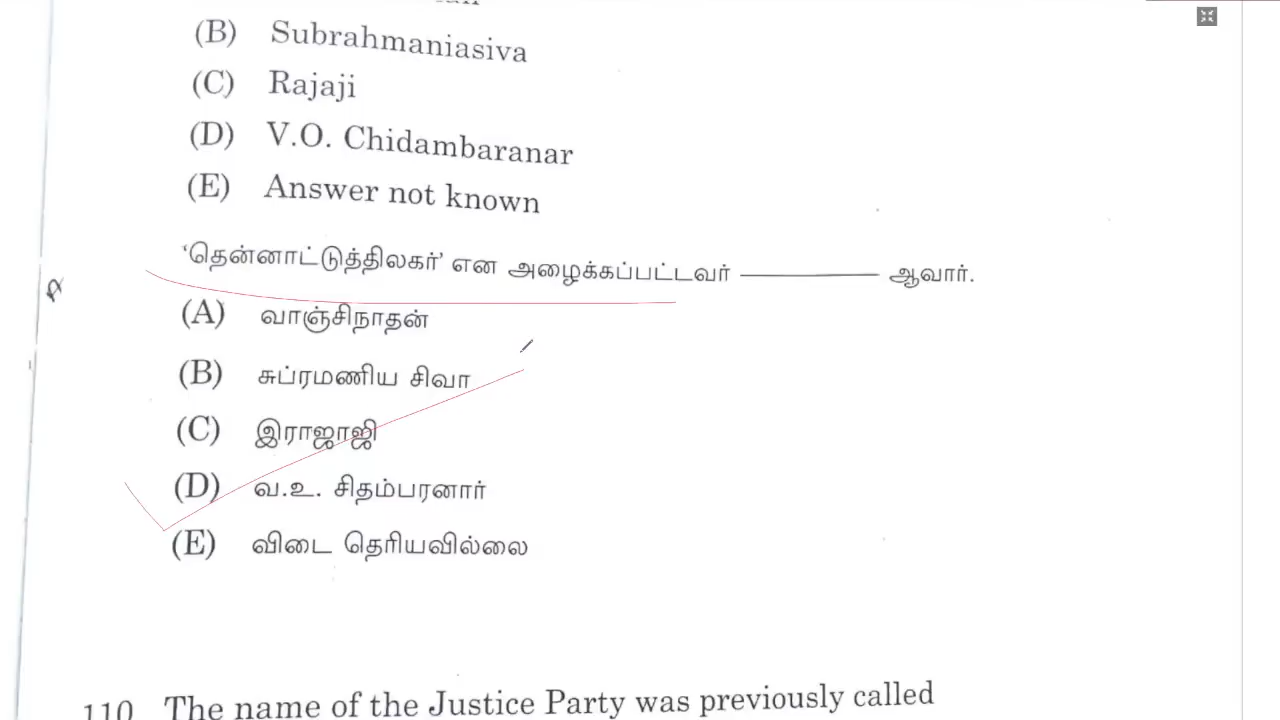 (B) Subrahmaniasiva
(C) Rajaji
(D) V.O. Chidambaranar
(E) Answer not known
‘தென்னாட்டுத்திலகர்’ என அழைக்கப்பட்டவர் ———— ஆவார்.
(A) வாஞ்சிநாதன்
(B) சுப்ரமணிய சிவா
(C) இராஜாஜி
(D) வ.உ. சிதம்பரனார்
(E) விடை தெரியவில்லை
110 The name of the Justice Party was previously called